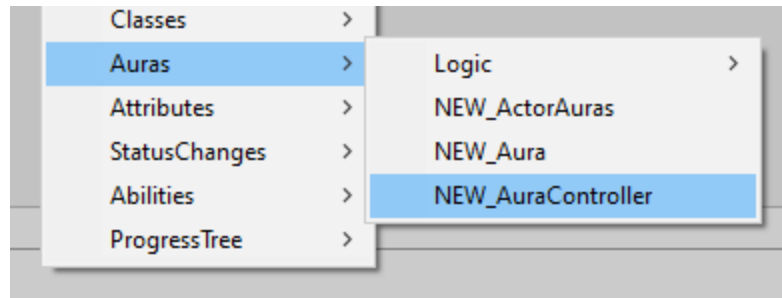 Classes
Auras
Attributes
StatusChanges
Abilities
ProgressTree
Logic
NEW_ActorAuras
NEW_Aura
NEW_AuraController